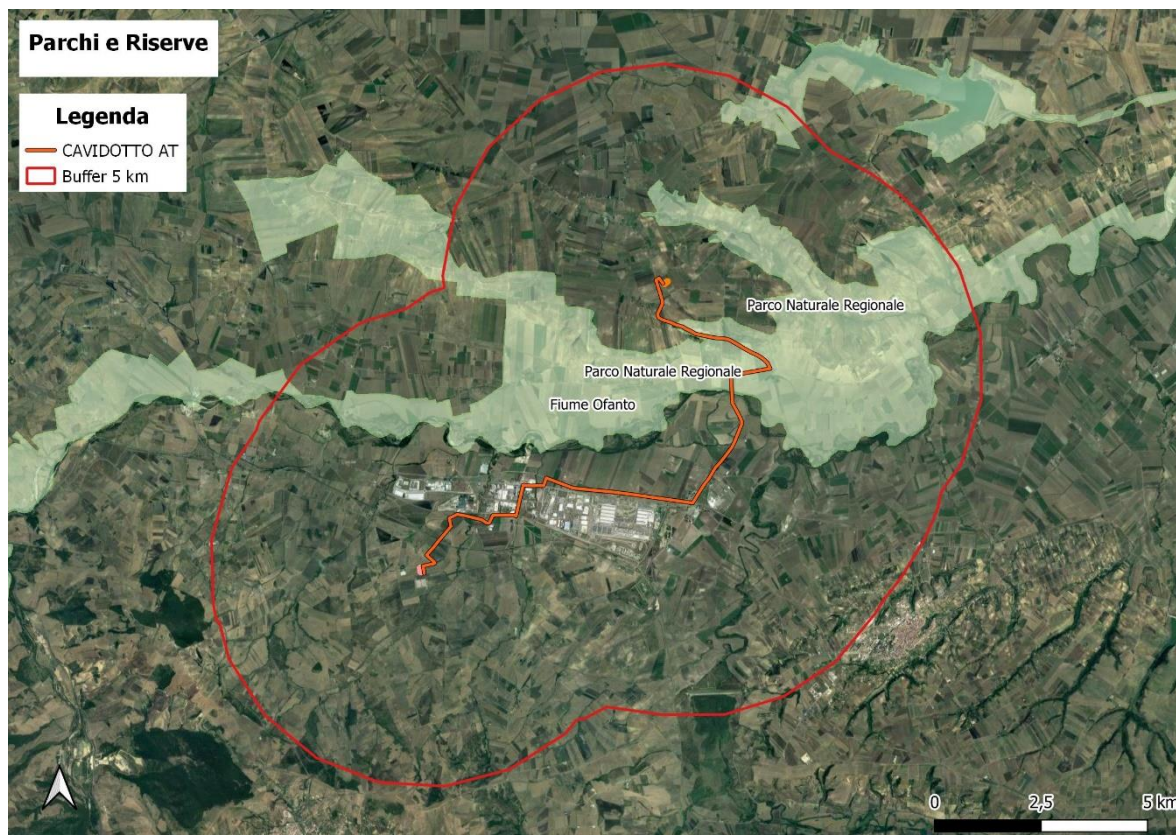 Parchi e Riserve
Legenda
CAVIDOTTO AT
Buffer 5 km
Parco Naturale Regionale
Parco Naturale Regionale
Fiume Ofanto
0 2,5 5 km